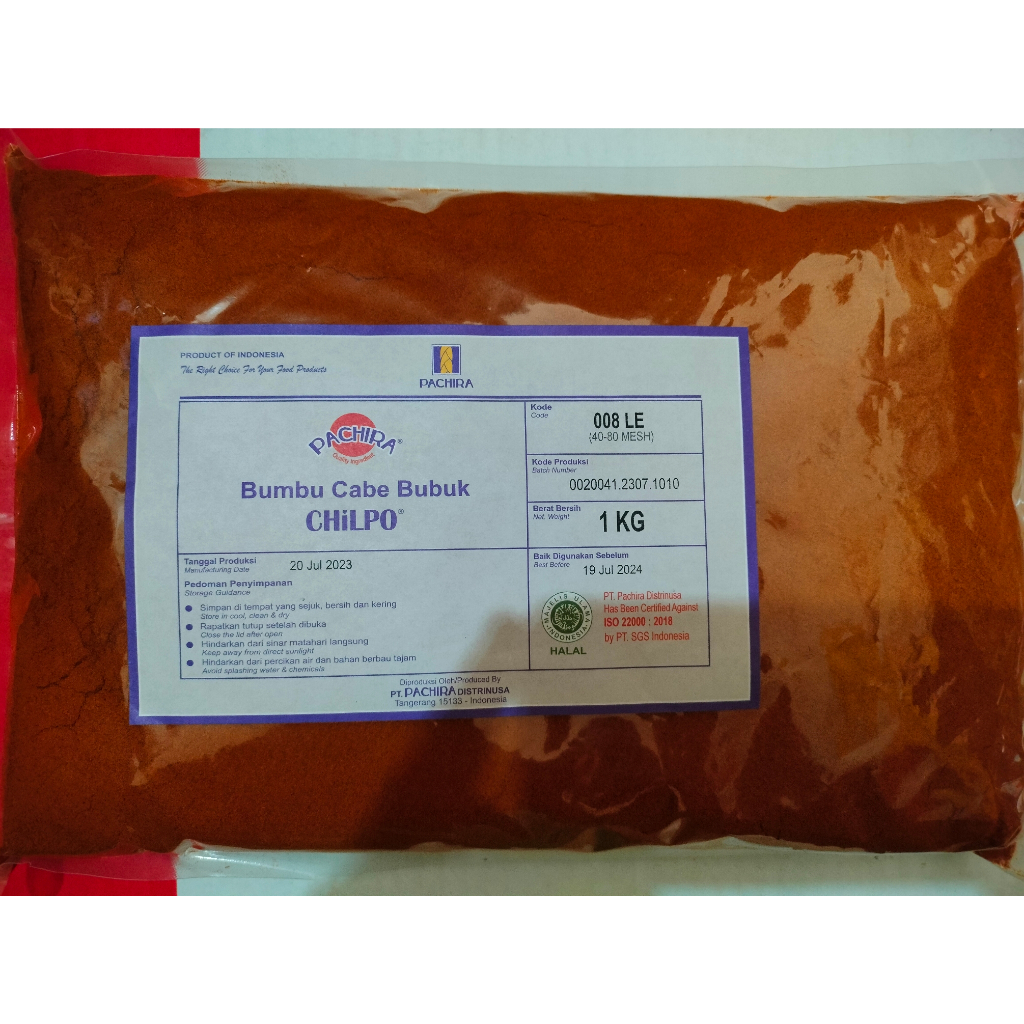 PRODUCT OF INDONESIA
The Right Choice For Your Food Products
PACHIRA
PACHIRA®
Quality Ingredient
Bumbu Cabe Bubuk
CHiLPO®
Kode
Code
008 LE
(40-80 MESH)
Kode Produksi
Batch Number
0020041.2307.1010
Berat Bersih
Net. Weight
1 KG
Tanggal Produksi
Manufacturing Date
20 Jul 2023
Baik Digunakan Sebelum
Best Before
19 Jul 2024
Pedoman Penyimpanan
Storage Guidance
● Simpan di tempat yang sejuk, bersih dan kering
Store in cool, clean & dry
● Rapatkan tutup setelah dibuka
Close the lid after open
● Hindarkan dari sinar matahari langsung
Keep away from direct sunlight
● Hindarkan dari percikan air dan bahan berbau tajam
Avoid splashing water & chemicals
MAJELIS ULAMA
INDONESIA
HALAL
PT. Pachira Distrinusa
Has Been Certified Against
ISO 22000 : 2018
by PT. SGS Indonesia
Diproduksi Oleh/Produced By
PT. PACHIRA DISTRINUSA
Tangerang 15133 - Indonesia